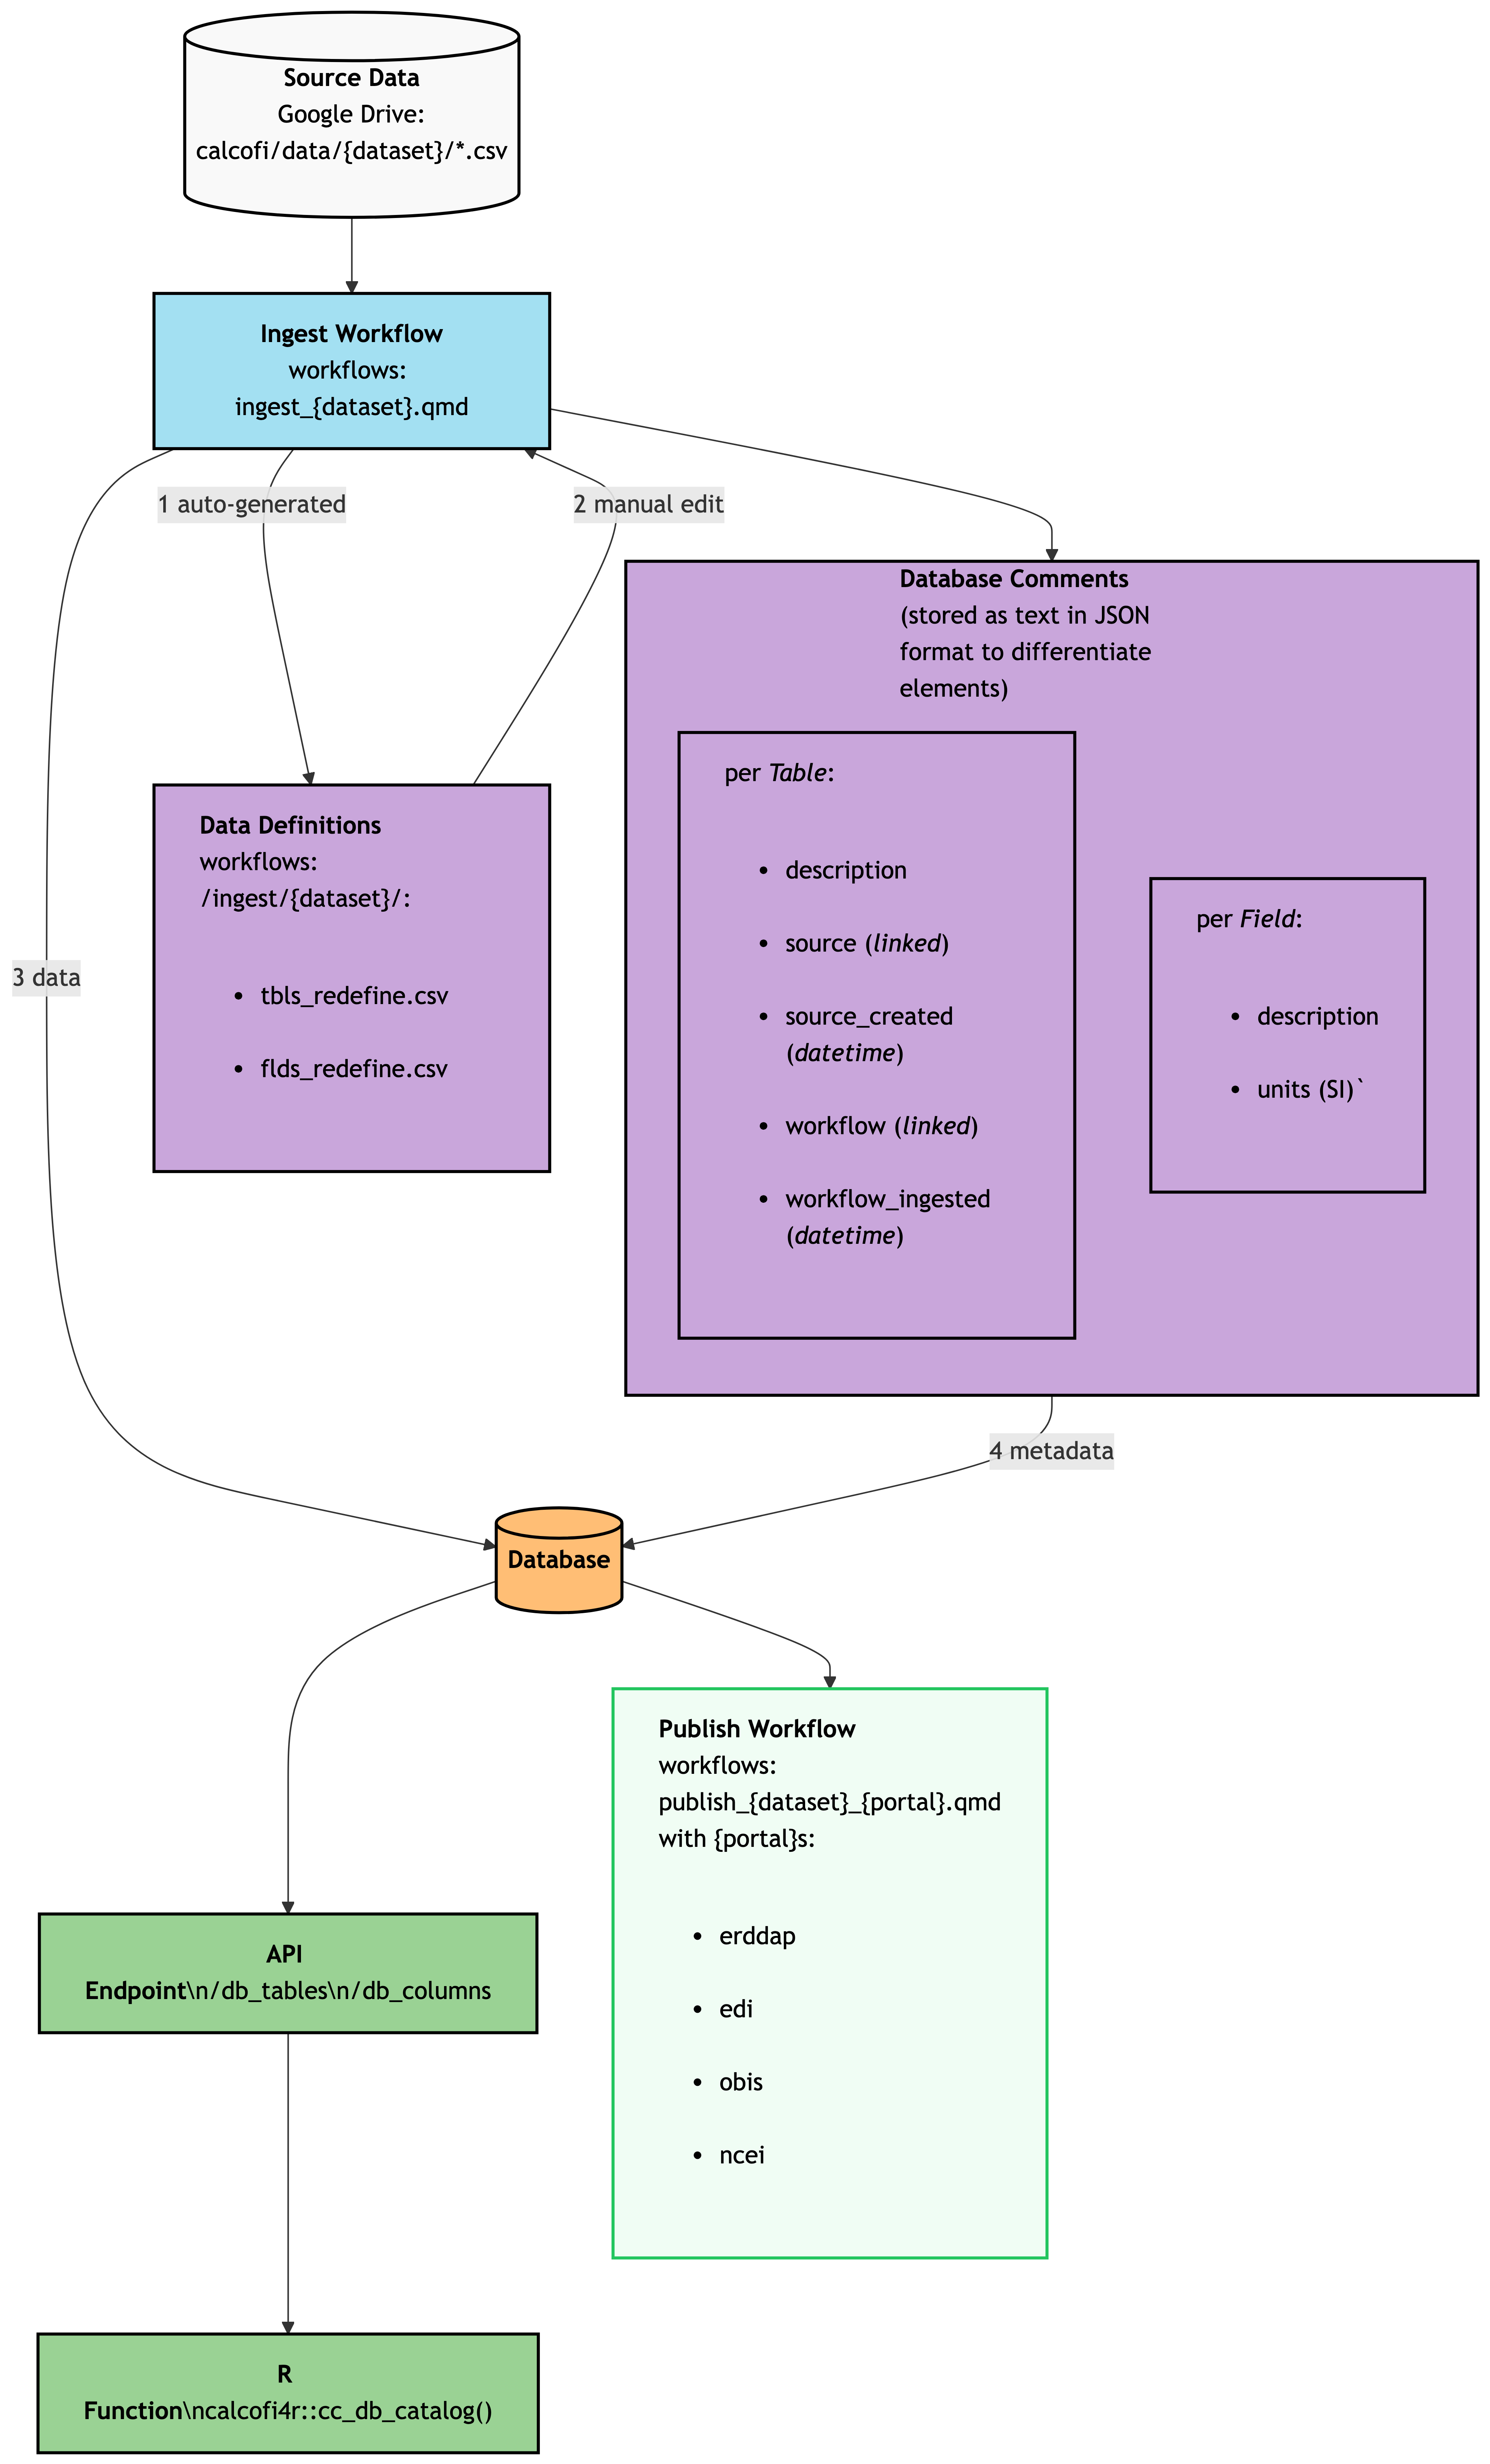 Source Data
Google Drive:
calcofi/data/{dataset}/*.csv
Ingest Workflow
workflows:
ingest_{dataset}.qmd
1 auto-generated
2 manual edit
Database Comments
(stored as text in JSON
format to differentiate
elements)
per Table:
• description
• source (linked)
• source_created
(datetime)
• workflow (linked)
• workflow_ingested
(datetime)
per Field:
• description
• units (SI)`
Data Definitions
workflows:
/ingest/{dataset}/:
• tbls_redefine.csv
• flds_redefine.csv
3 data
4 metadata
Database
Publish Workflow
workflows:
publish_{dataset}_{portal}.qmd
with {portal}s:
• erddap
• edi
• obis
• ncei
API
Endpoint\n/db_tables\n/db_columns
R
Function\ncalcofi4r::cc_db_catalog()